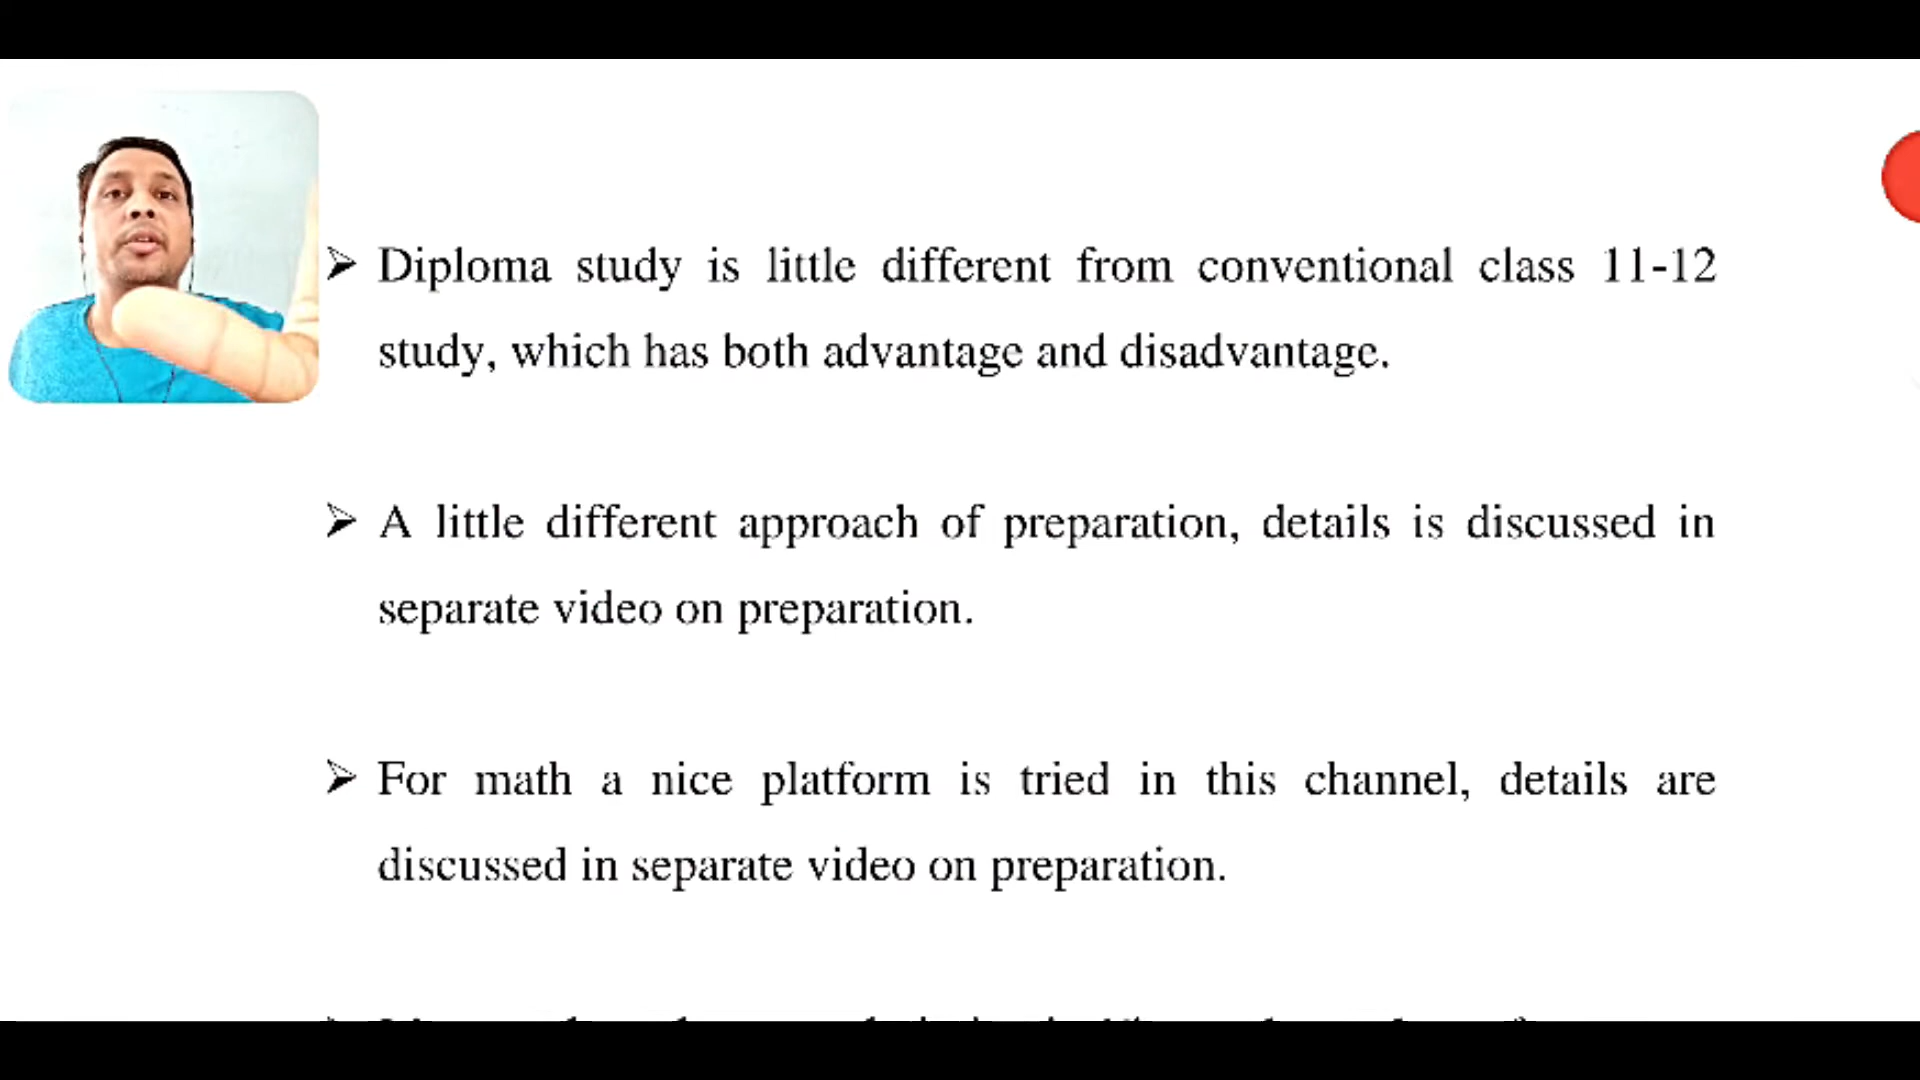 Diploma study is little different from conventional class 11-12
study, which has both advantage and disadvantage.
A little different approach of preparation, details is discussed in
separate video on preparation.
For math a nice platform is tried in this channel, details are
discussed in separate video on preparation.